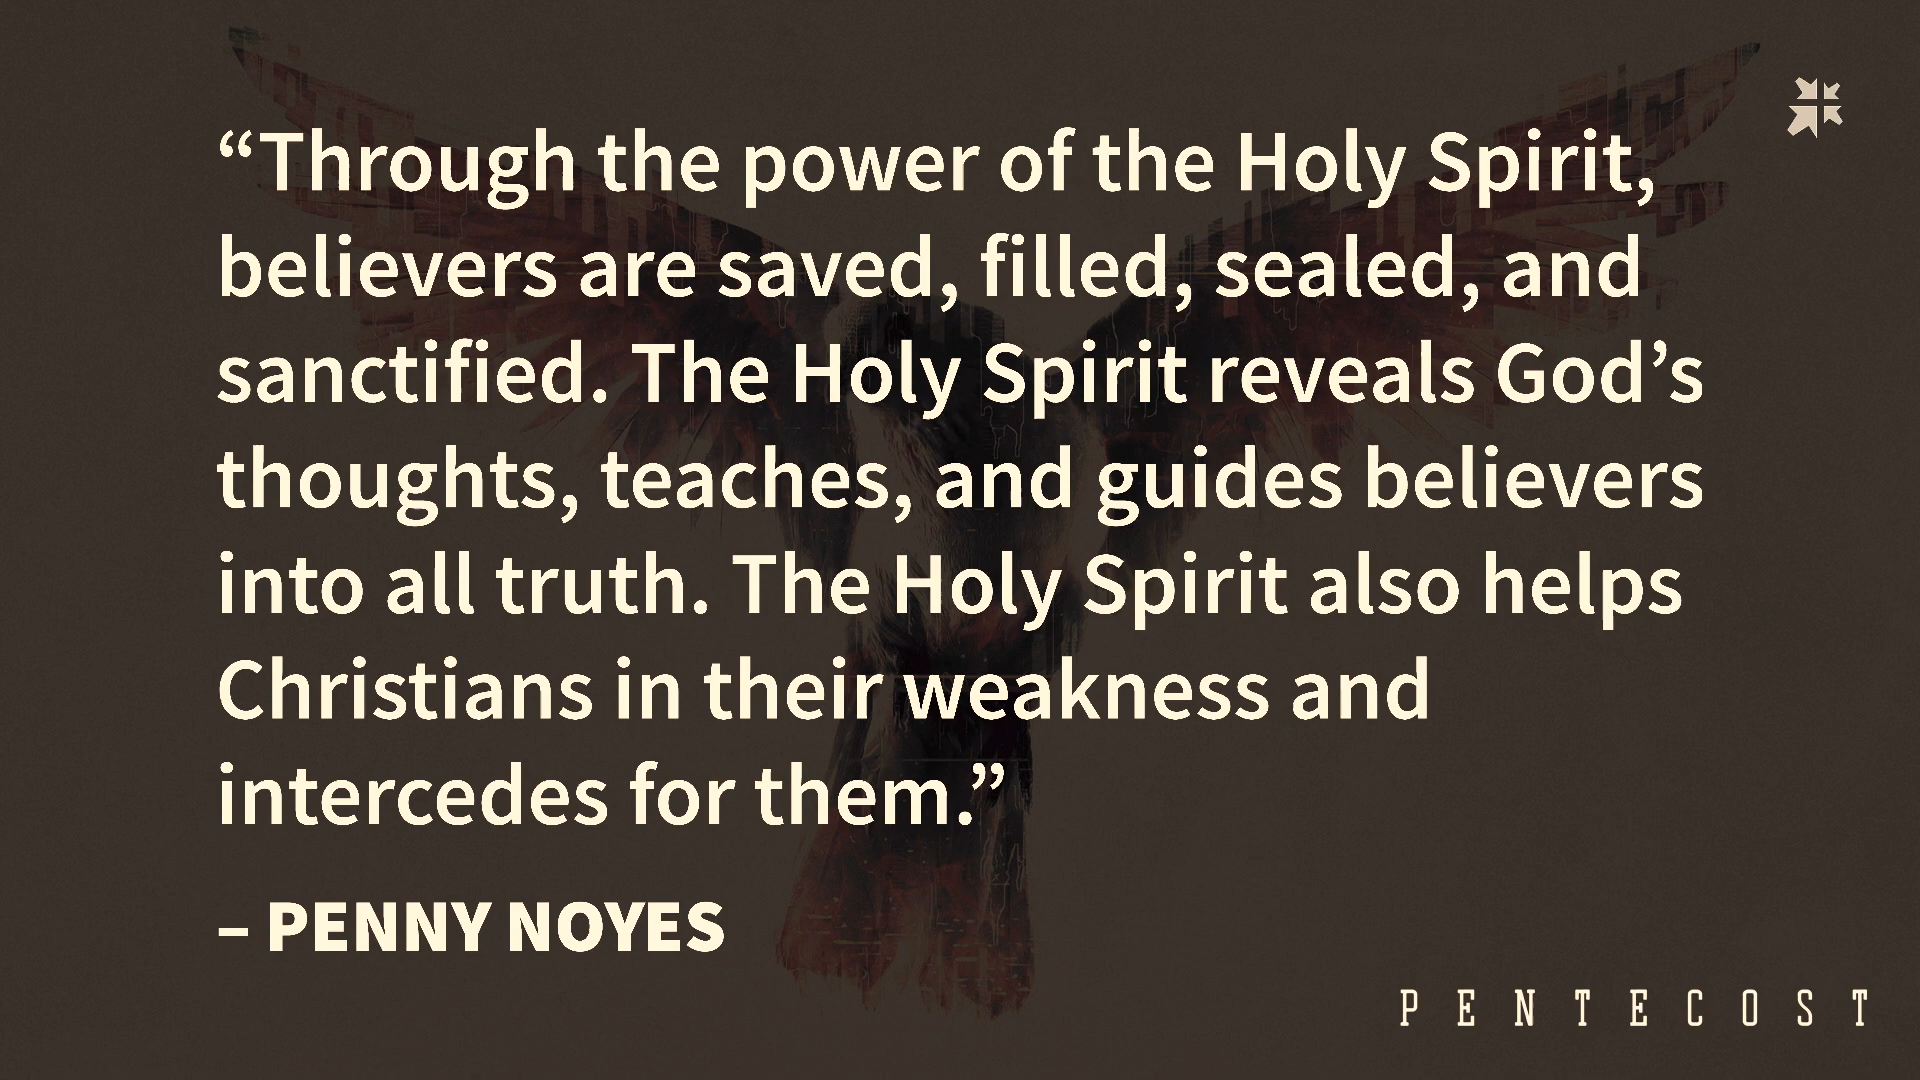 “Through the power of the Holy Spirit,
believers are saved, filled, sealed, and
sanctified. The Holy Spirit reveals God’s
thoughts, teaches, and guides believers
into all truth. The Holy Spirit also helps
Christians in their weakness and
intercedes for them.”
– PENNY NOYES
PENTECOST